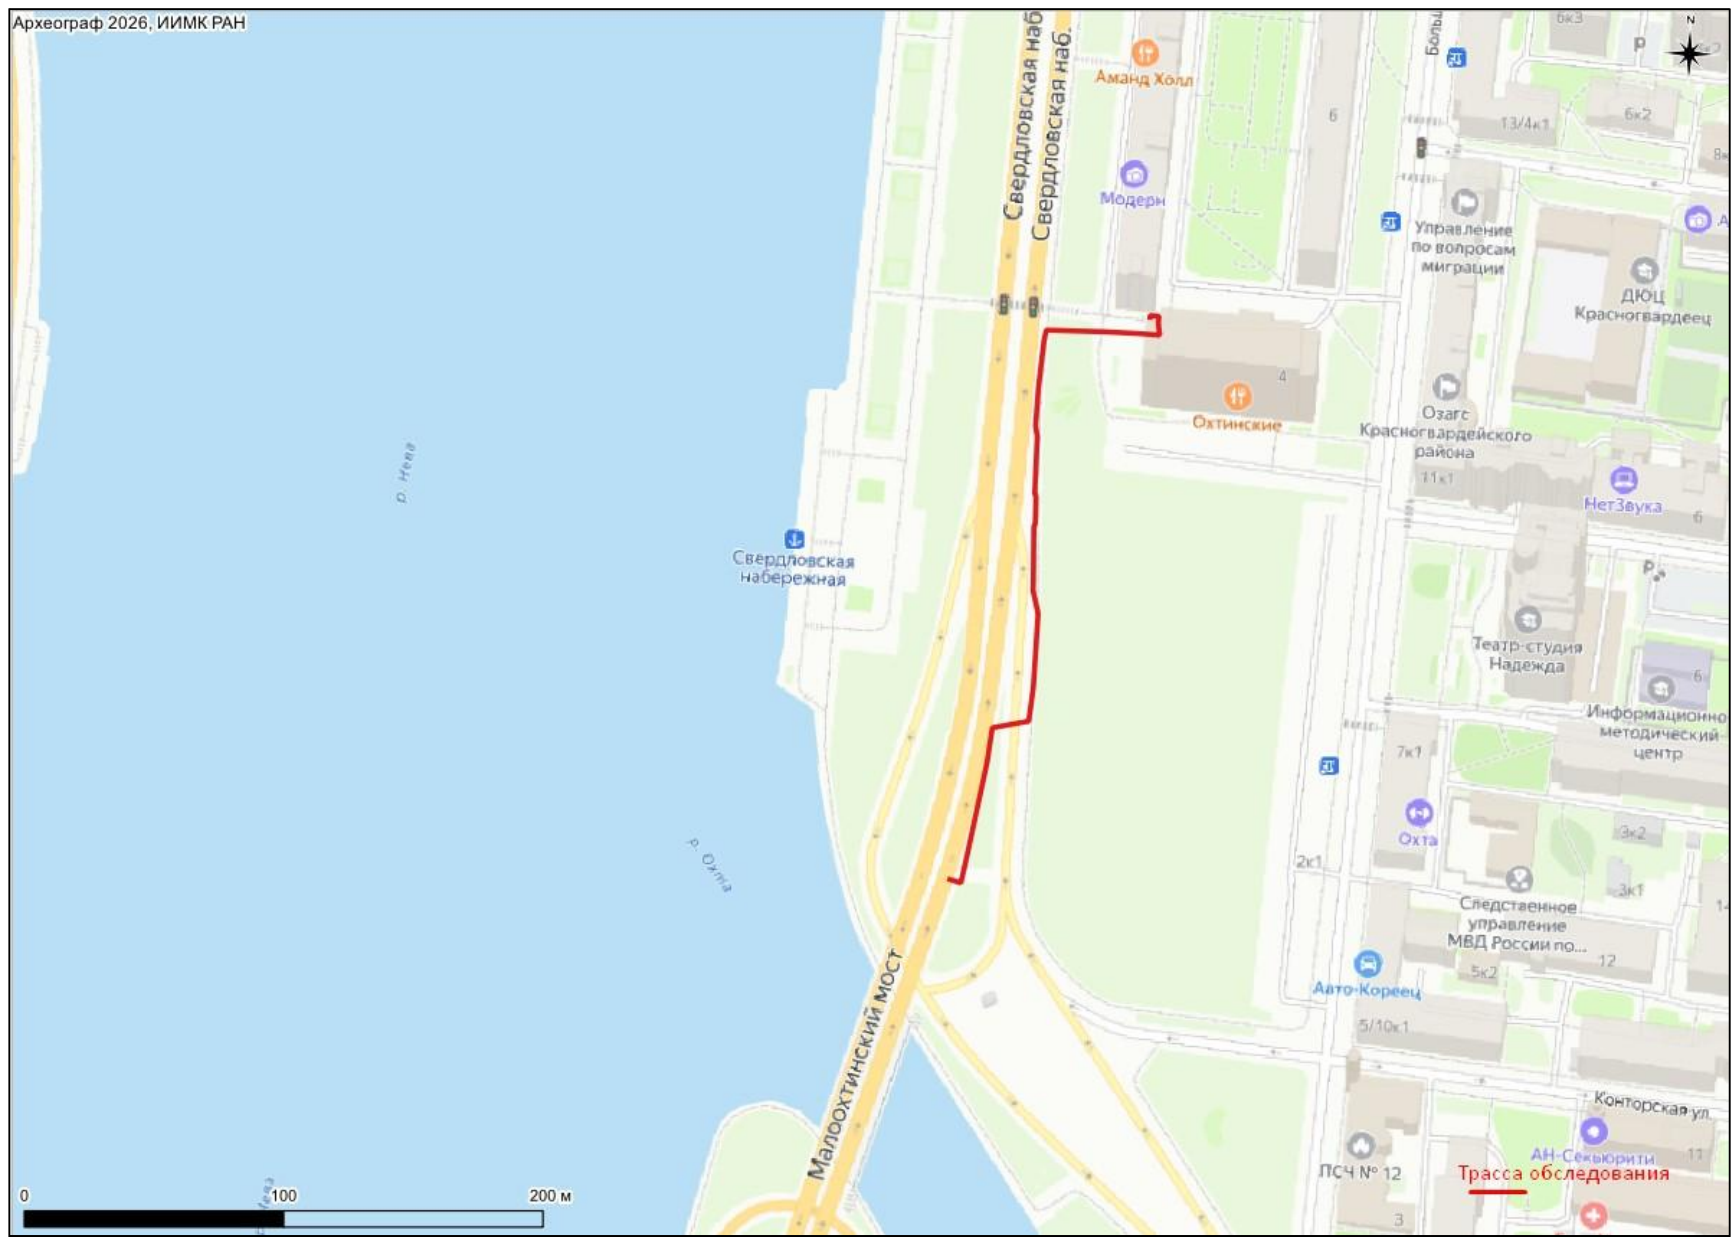 Археограф 2026, ИИМК РАН
N
Свердловская наб
Свердловская наб.
Аманд Холл
6к3
P
6
13/4к1
6к2
Модерн
Управление
по вопросам
миграции
ДЮЦ
Красногвардеец
4
Охтинские
Озагс
Красногвардейского
района
11к1
НетЗвука
6
р. Нева
Свердловская
набережная
P
Театр-студия
Надежда
6
Информационно
методический
центр
7к1
Охта
3к2
2к1
3к1
р. Охта
Следственное
управление
МВД России по...
12
5к2
Авто-Кореец
5/10к1
Малоохтинский мост
Конторская ул.
АН-Секьюрити
11
ПСЧ № 12
Трасса обследования
3
0
100
200 м